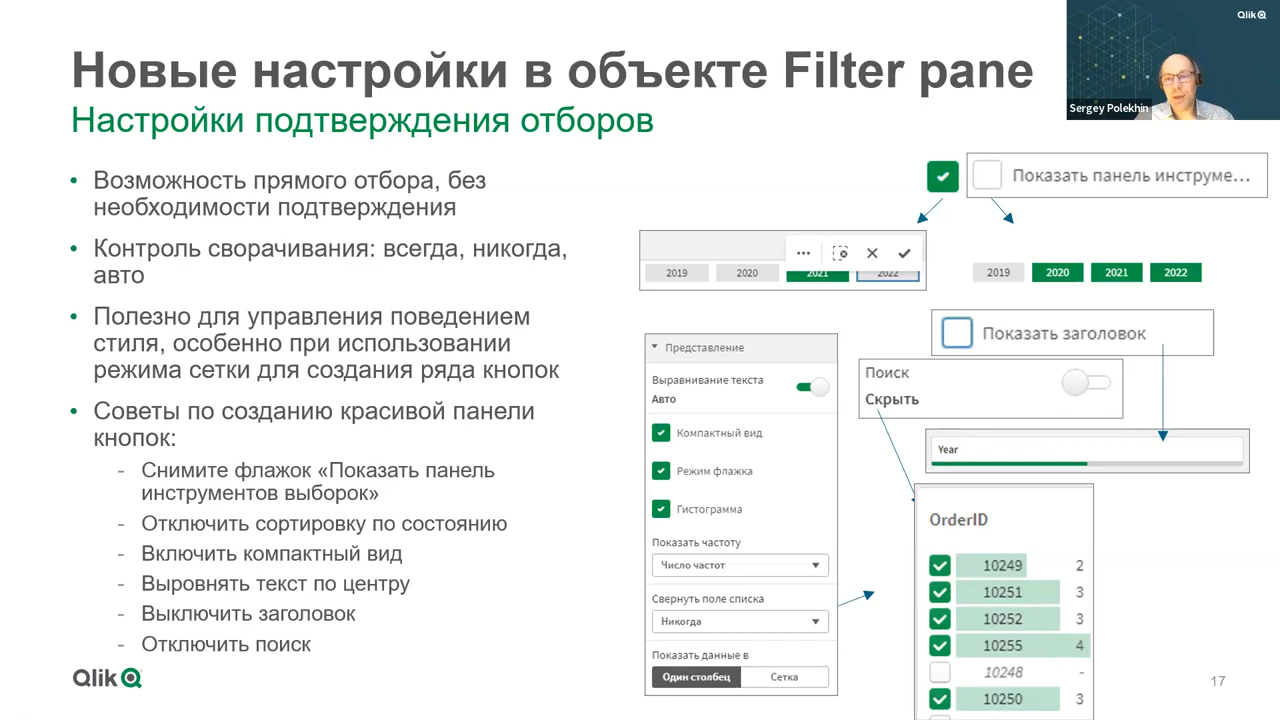 Новые настройки в объекте Filter pane
Настройки подтверждения отборов
Qlik
Sergey Polekhin
• Возможность прямого отбора, без
необходимости подтверждения
• Контроль сворачивания: всегда, никогда,
авто
• Полезно для управления поведением
стиля, особенно при использовании
режима сетки для создания ряда кнопок
• Советы по созданию красивой панели
кнопок:
- Снимите флажок «Показать панель
инструментов выборок»
- Отключить сортировку по состоянию
- Включить компактный вид
- Выровнять текст по центру
- Выключить заголовок
- Отключить поиск
Показать панель инструме...
2019 2020 2021 2022
2019 2020 2021 2022
Показать заголовок
Поиск
Скрыть
Year
Представление
Выравнивание текста
Авто
Компактный вид
Режим флажка
Гистограмма
Показать частоту
Число частот
Свернуть поле списка
Никогда
Показать данные в
Один столбец Сетка
OrderID
10249 2
10251 3
10252 3
10255 4
10248 -
10250 3
Qlik
17